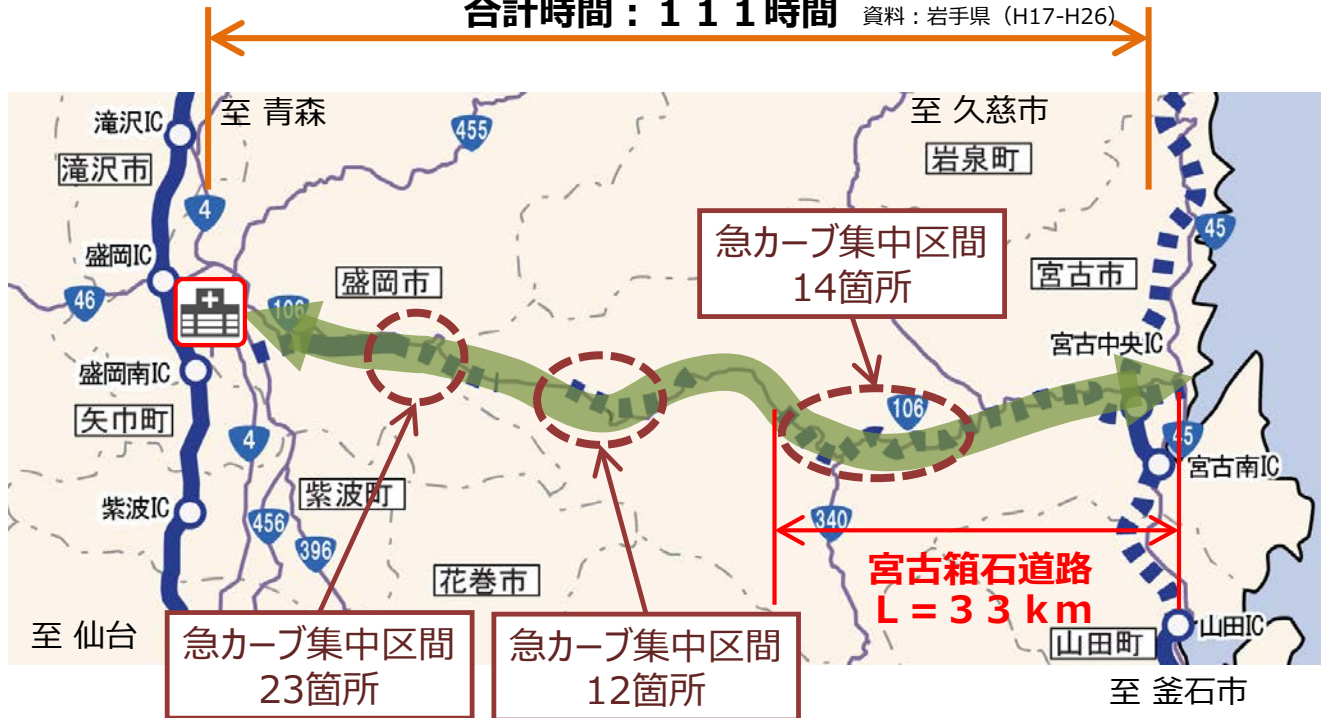 合計時間：１１１時間 資料：岩手県（H17-H26）
至 青森
至 久慈市
滝沢IC
455
岩泉町
滝沢市
4
45
急カーブ集中区間
14箇所
盛岡IC
盛岡市
宮古市
46
106
宮古中央IC
盛岡南IC
106
矢巾町
4
45
宮古南IC
紫波町
紫波IC
456
340
396
宮古箱石道路
Ｌ＝３３ｋｍ
花巻市
至 仙台
急カーブ集中区間
23箇所
急カーブ集中区間
12箇所
山田町
山田IC
至 釜石市